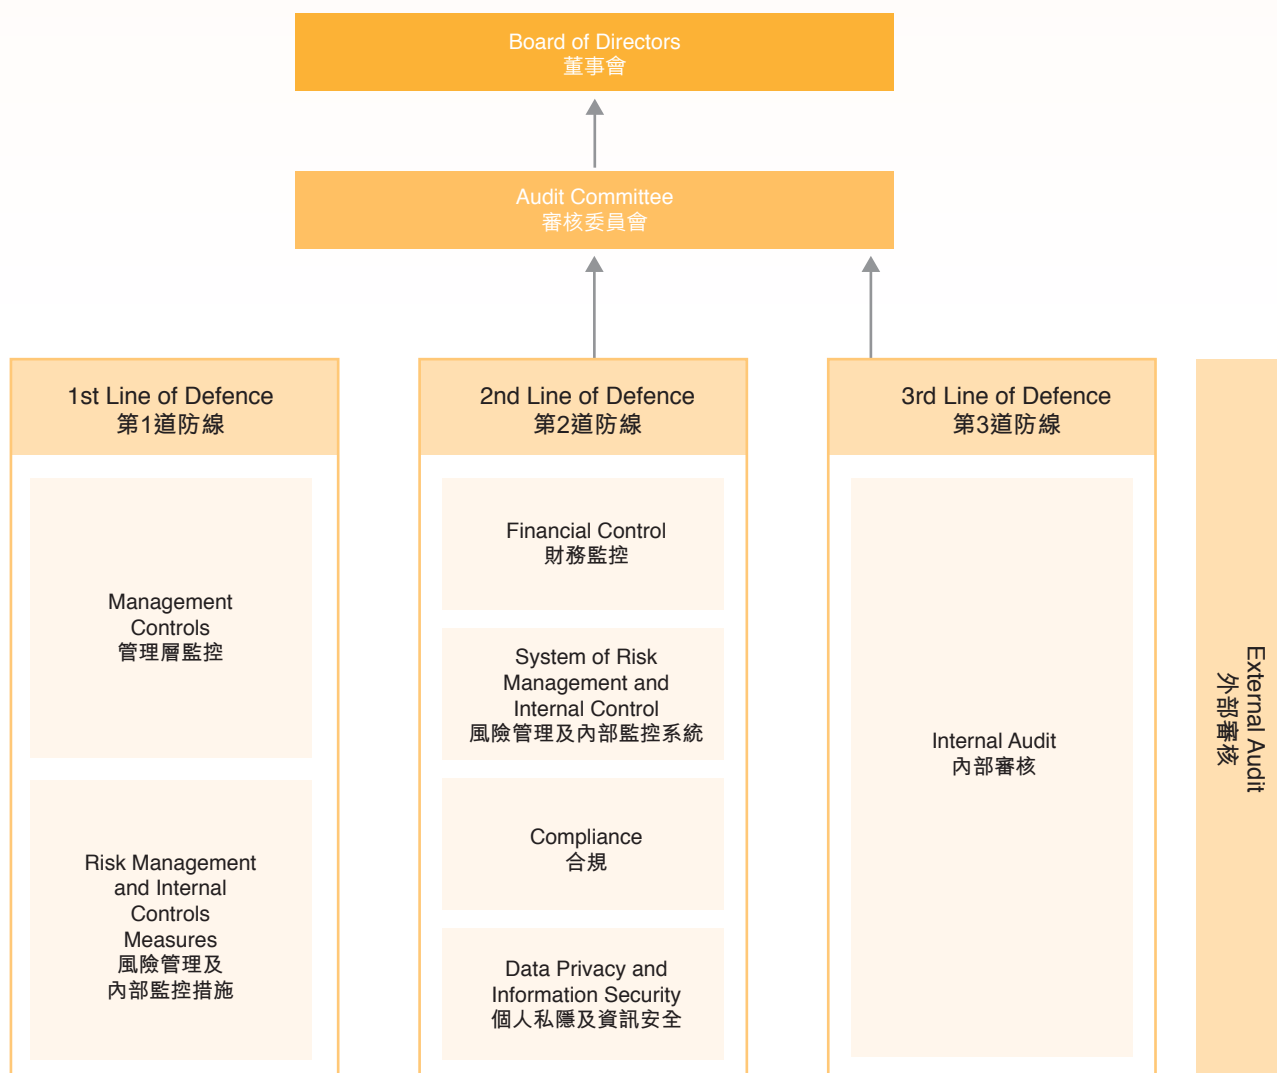 Board of Directors
董事會
Audit Committee
審核委員會
1st Line of Defence
第1道防線
Management
Controls
管理層監控
Risk Management
and Internal
Controls
Measures
風險管理及
內部監控措施
2nd Line of Defence
第2道防線
Financial Control
財務監控
System of Risk
Management and
Internal Control
風險管理及內部監控系統
Compliance
合規
Data Privacy and
Information Security
個人私隱及資訊安全
3rd Line of Defence
第3道防線
Internal Audit
內部審核
External Audit
外部審核